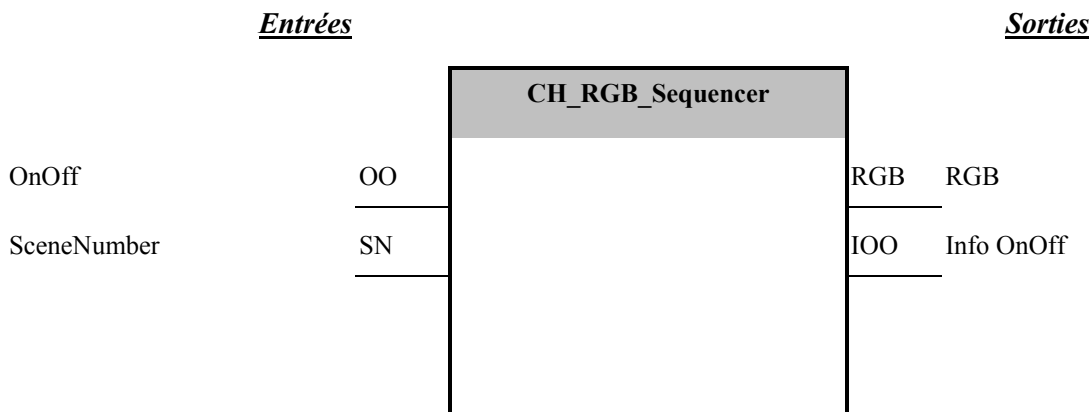 Entrées Sorties
CH_RGB_Sequencer
OnOff OO RGB RGB
SceneNumber SN IOO Info OnOff